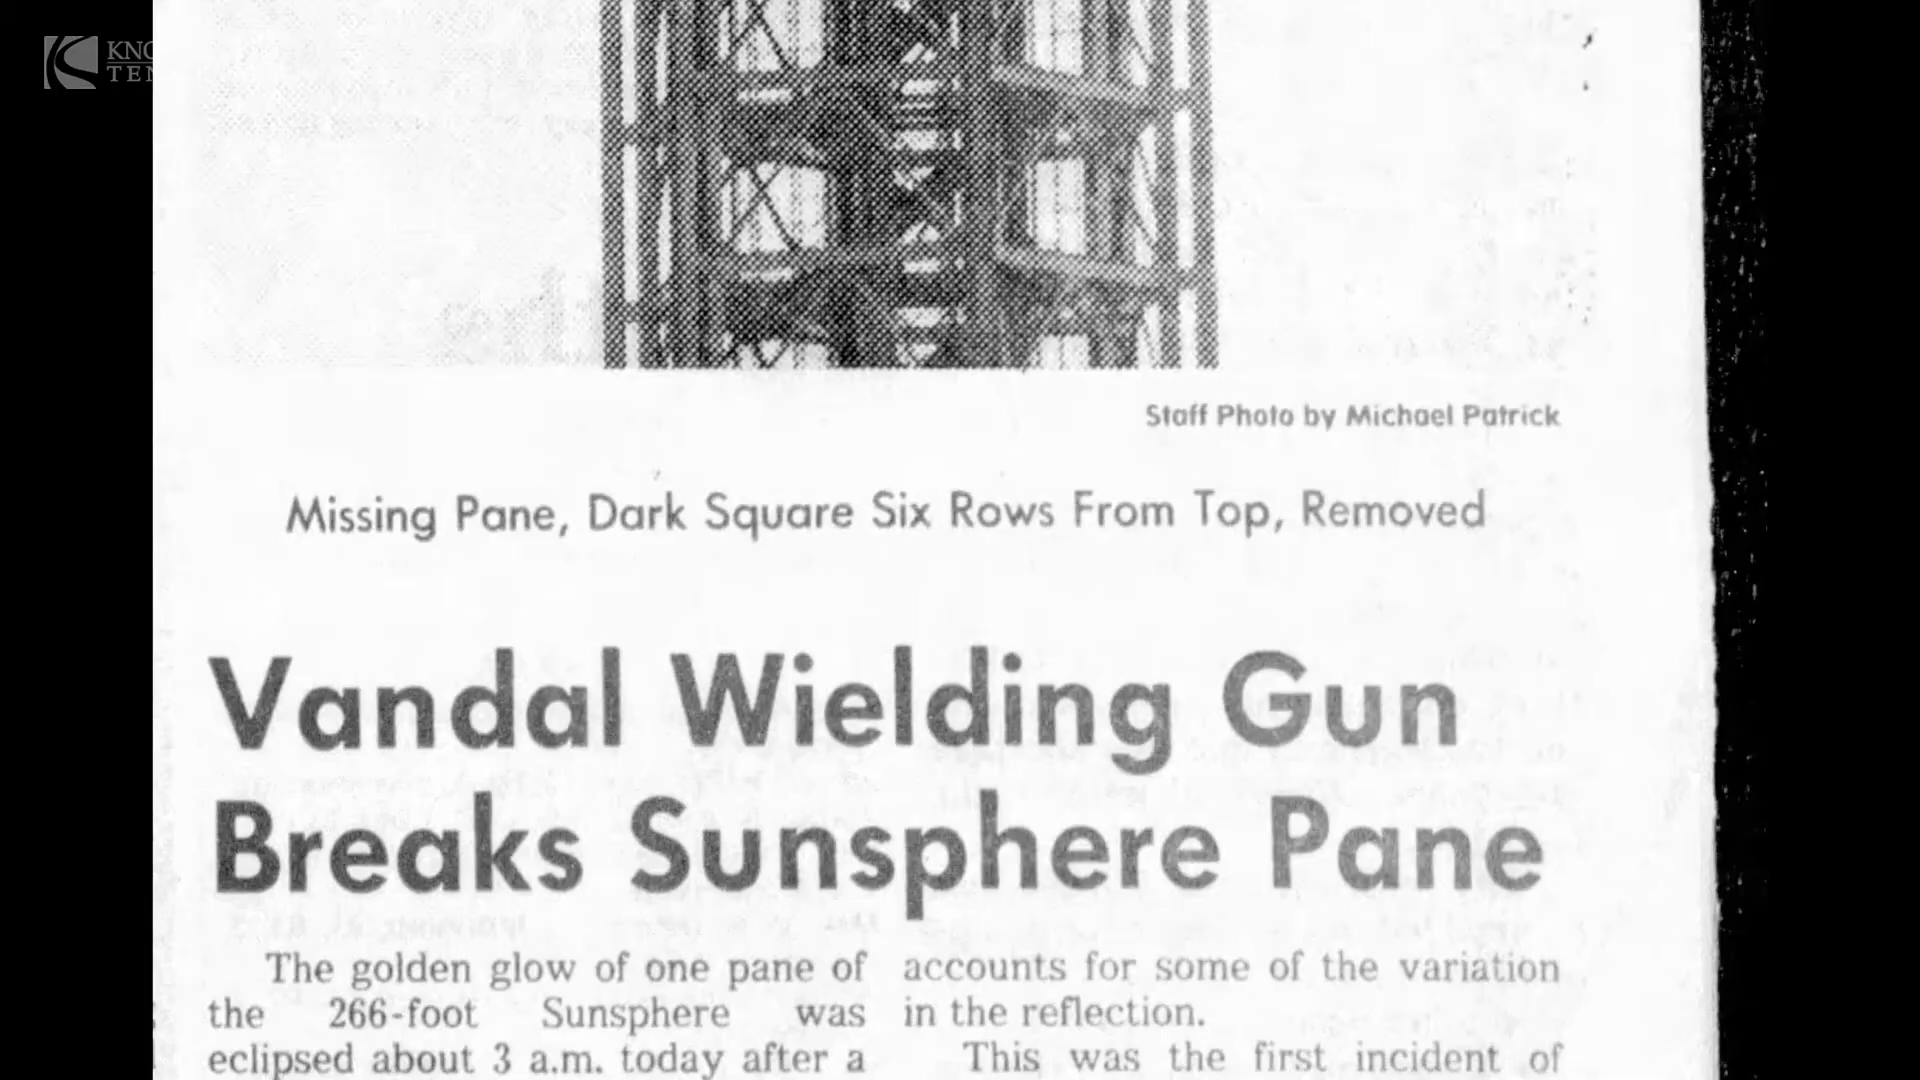 KNO
TEN
Staff Photo by Michael Patrick
Missing Pane, Dark Square Six Rows From Top, Removed
Vandal Wielding Gun
Breaks Sunsphere Pane
The golden glow of one pane of
the 266-foot Sunsphere was
eclipsed about 3 a.m. today after a
accounts for some of the variation
in the reflection.
This was the first incident of